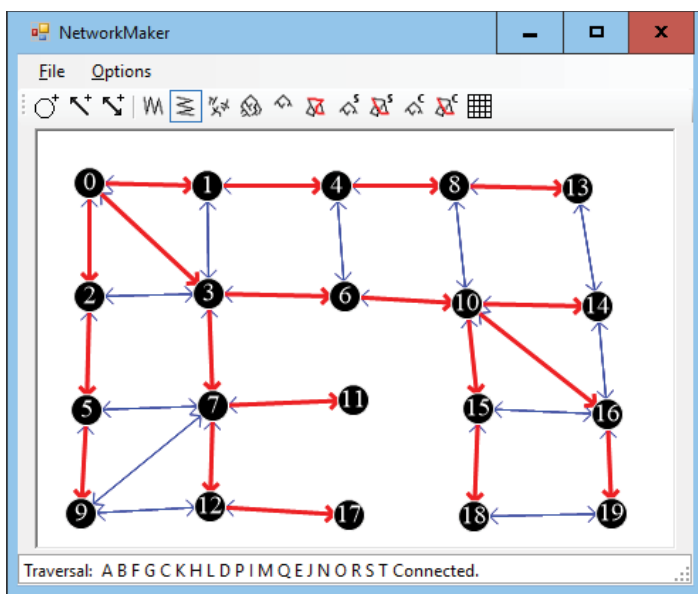 NetworkMaker
File Options
S S C C
0 1 4 8 13
2 3 6 10 14
5 7 11 15 16
9 12 17 18 19
Traversal: A B F G C K H L D P I M Q E J N O R S T Connected.